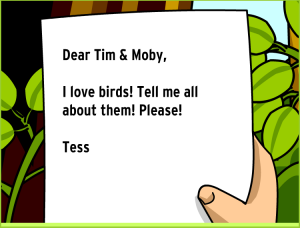 Dear Tim & Moby,
I love birds! Tell me all
about them! Please!
Tess